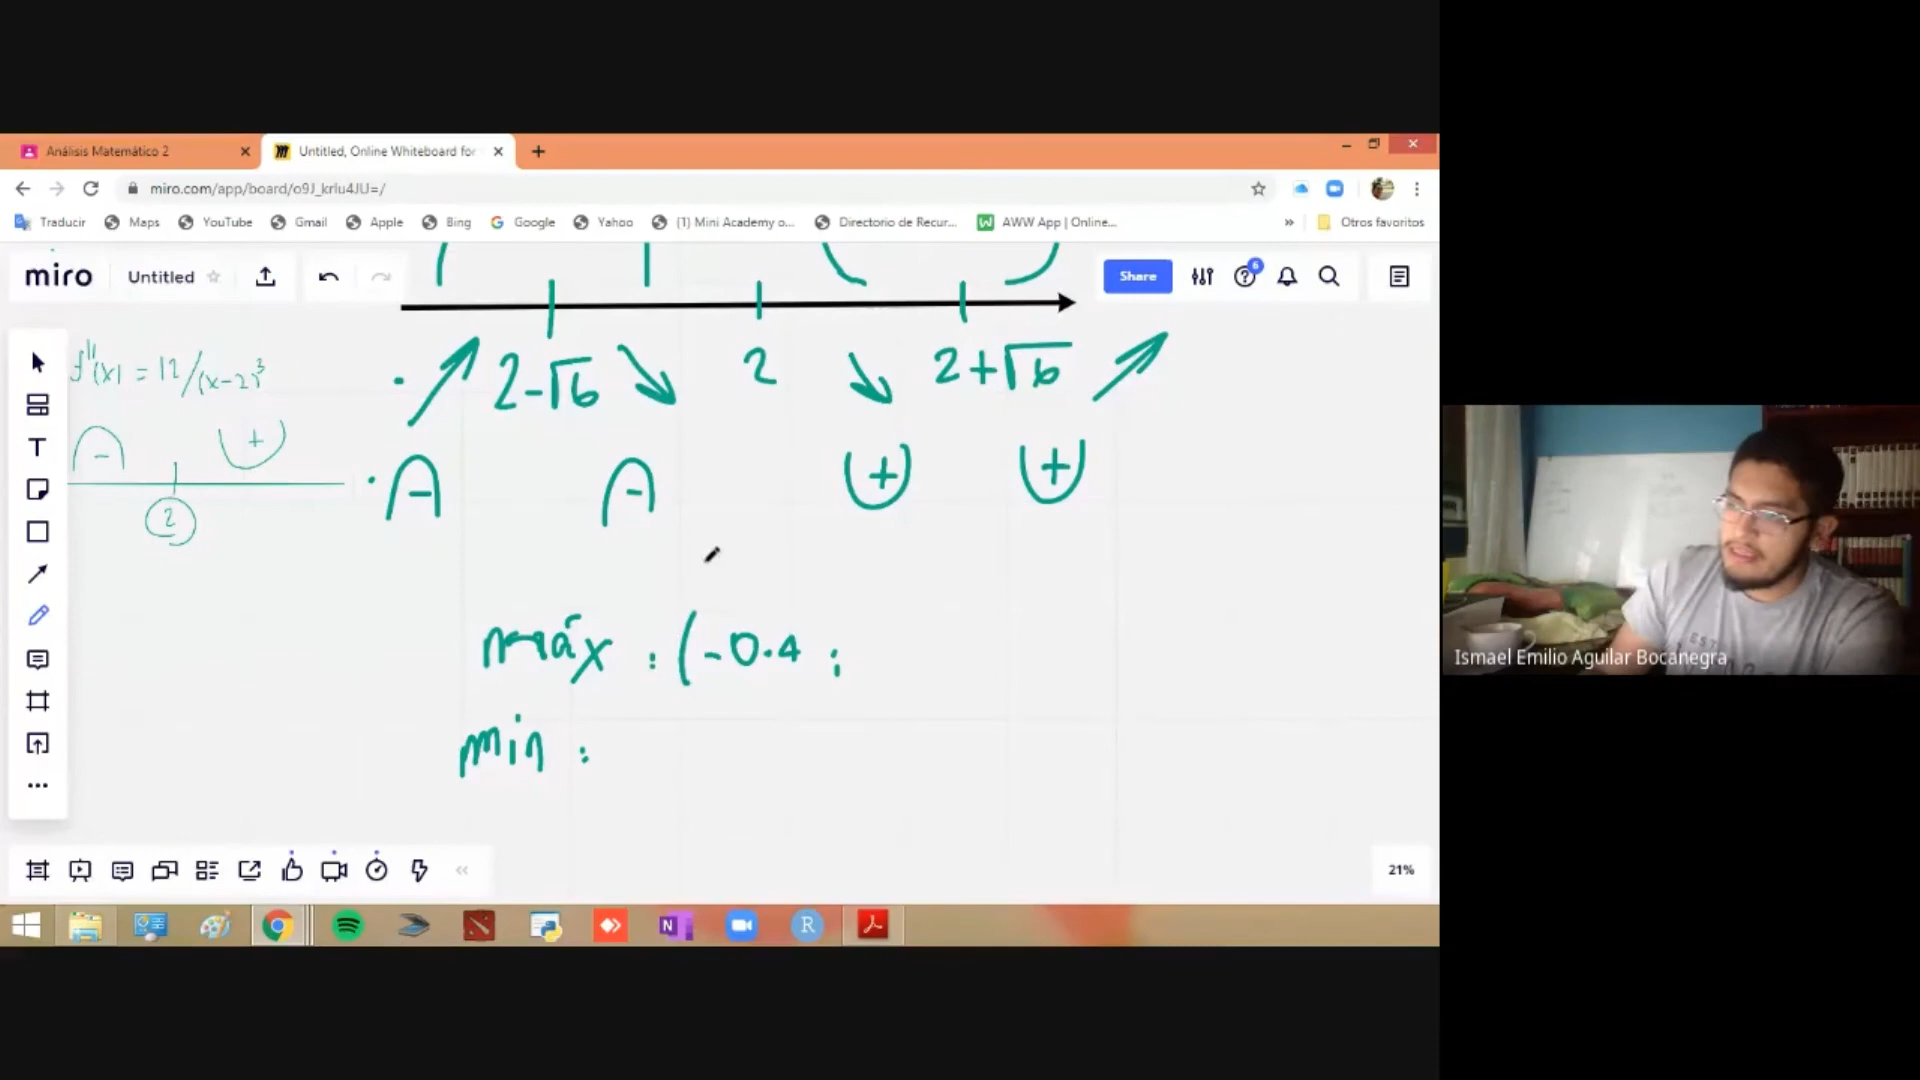 Análisis Matemático 2
Untitled, Online Whiteboard for
miro.com/app/board/o9J_krlu4JU=/
Traducir Maps YouTube Gmail Apple Bing Google Yahoo (1) Mini Academy o... Directorio de Recur... AWW App | Online... » Otros favoritos
miro Untitled Share 6
f''(x) = 12/(x-2)³
2-√6 2 2+√6
- +
2
- - + +
máx : (-0.4 ;
min :
T
21%
N R
Ismael Emilio Aguilar Bocanegra